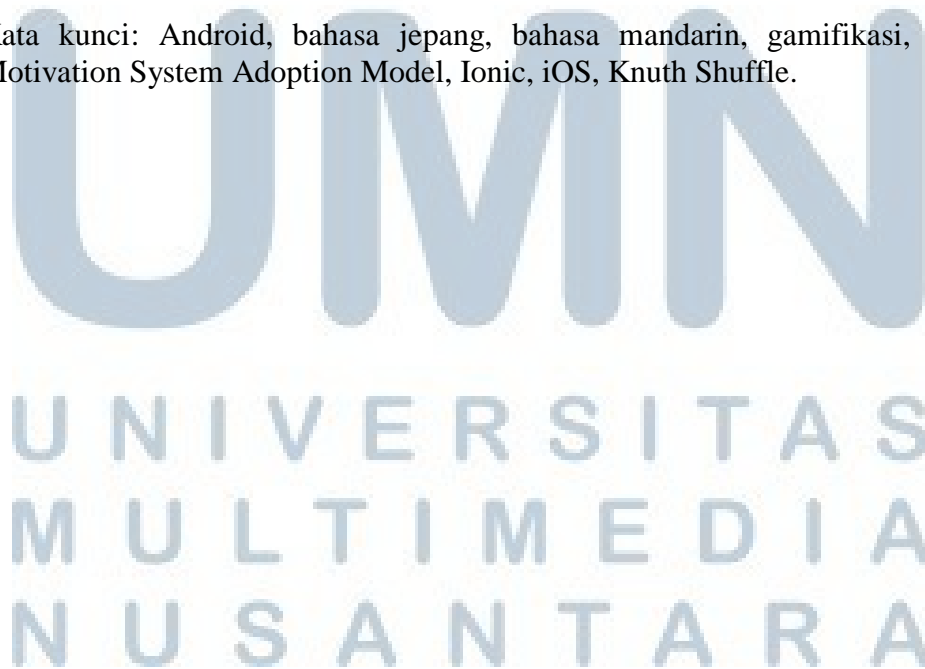 Kata kunci: Android, bahasa jepang, bahasa mandarin, gamifikasi,
Motivation System Adoption Model, Ionic, iOS, Knuth Shuffle.
UMN
UNIVERSITAS
MULTIMEDIA
NUSANTARA